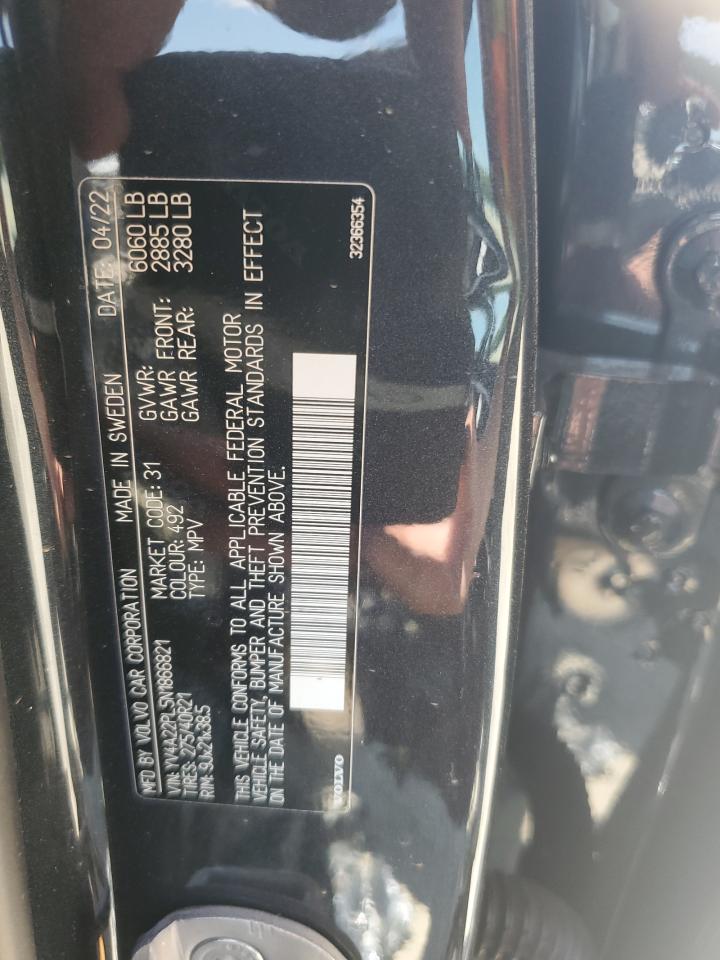 MFD BY VOLVO CAR CORPORATION MADE IN SWEDEN DATE: 04/22
VIN: YV4A22PL5N1866821 MARKET CODE: 31 GVWR: 6060 LB
TIRES: 275/40R21 COLOUR: 492 GAWR FRONT: 2885 LB
RIM: 9Jx21x38.5 TYPE: MPV GAWR REAR: 3280 LB
THIS VEHICLE CONFORMS TO ALL APPLICABLE FEDERAL MOTOR
VEHICLE SAFETY, BUMPER AND THEFT PREVENTION STANDARDS IN EFFECT
ON THE DATE OF MANUFACTURE SHOWN ABOVE.
VOLVO 32366354